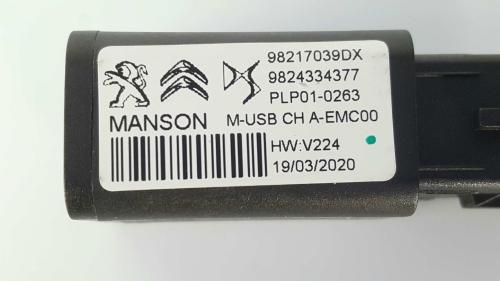 98217039DX
9824334377
PLP01-0263
MANSON M-USB CH A-EMC00
HW:V224
19/03/2020